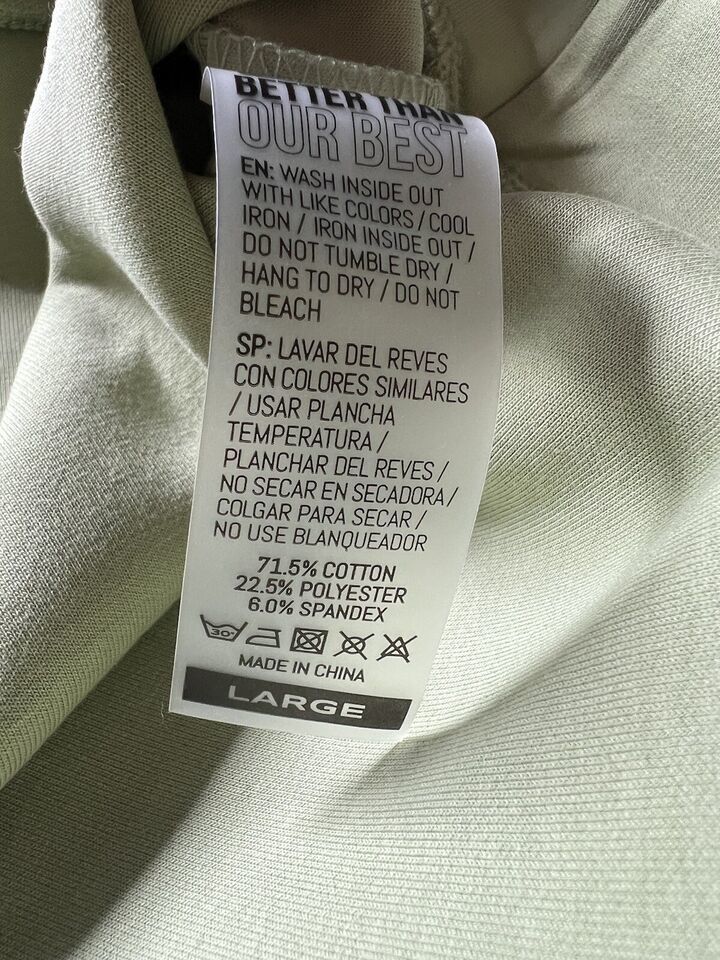 BETTER THAN
OUR BEST
EN: WASH INSIDE OUT
WITH LIKE COLORS / COOL
IRON / IRON INSIDE OUT /
DO NOT TUMBLE DRY /
HANG TO DRY / DO NOT
BLEACH
SP: LAVAR DEL REVES
CON COLORES SIMILARES
/ USAR PLANCHA
TEMPERATURA /
PLANCHAR DEL REVES /
NO SECAR EN SECADORA /
COLGAR PARA SECAR /
NO USE BLANQUEADOR
71.5% COTTON
22.5% POLYESTER
6.0% SPANDEX
30°
MADE IN CHINA
LARGE